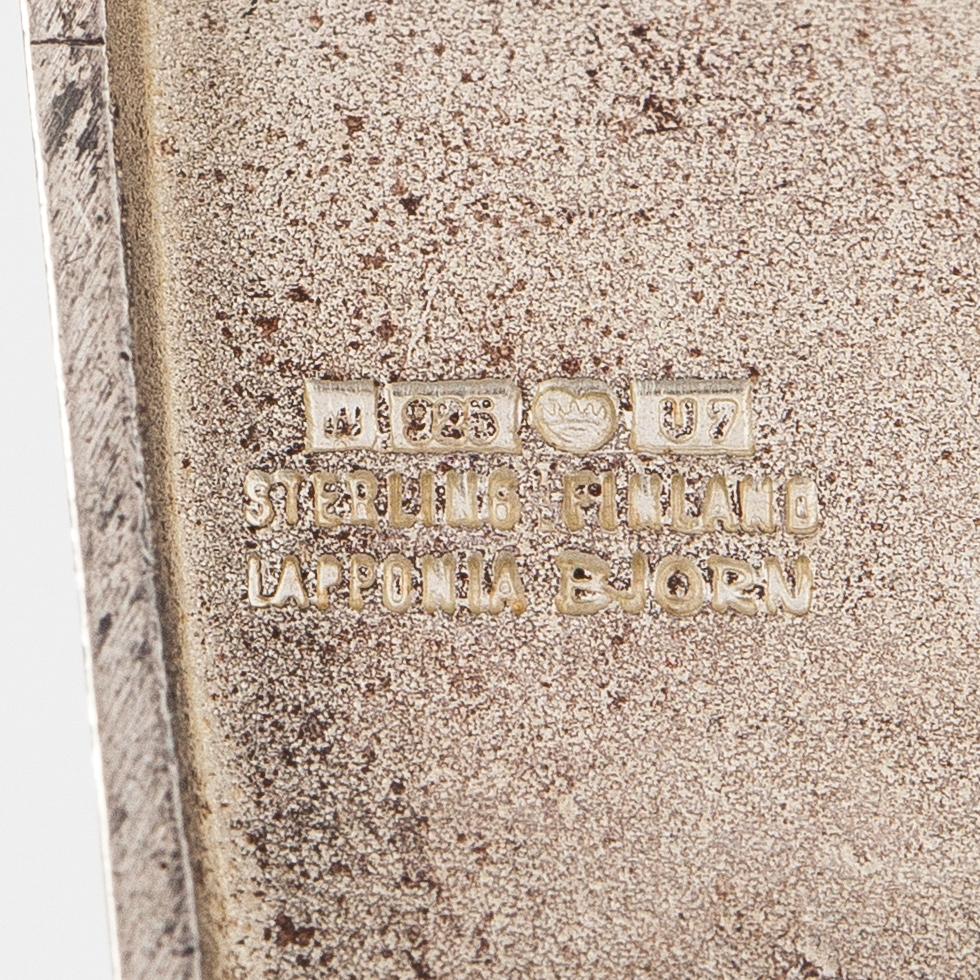 925 U7
STERLING FINLAND
LAPPONIA BJORN